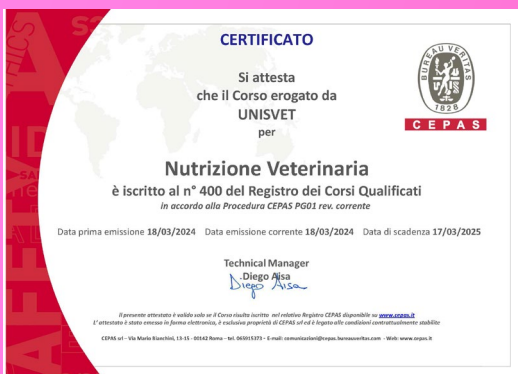 CERTIFICATO
Si attesta
che il Corso erogato da
UNISVET
per
BUREAU VERITAS
1828
CEPAS
Nutrizione Veterinaria
è iscritto al n° 400 del Registro dei Corsi Qualificati
in accordo alla Procedura CEPAS PG01 rev. corrente
Data prima emissione 18/03/2024 Data emissione corrente 18/03/2024 Data di scadenza 17/03/2025
Technical Manager
Diego Aisa
Diego Aisa
Il presente attestato è valido solo se il Corso risulta iscritto nel relativo Registro CEPAS disponibile su www.cepas.it
L'attestato è stato emesso in forma elettronica, è esclusiva proprietà di CEPAS srl ed è legato alle condizioni contrattualmente stabilite
CEPAS srl – Via Mario Bianchini, 13-15 - 00142 Roma – tel. 065915373 - E-mail: comunicazioni@cepas.bureauveritas.com - Web: www.cepas.it